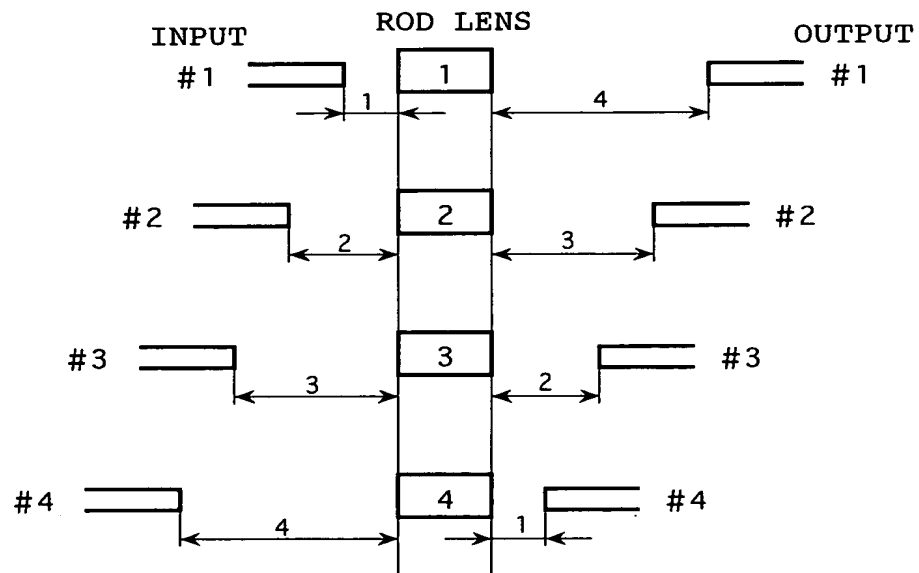 INPUT ROD LENS OUTPUT
#1 1 1 4 #1
#2 2 2 3 #2
#3 3 3 2 #3
#4 4 4 1 #4